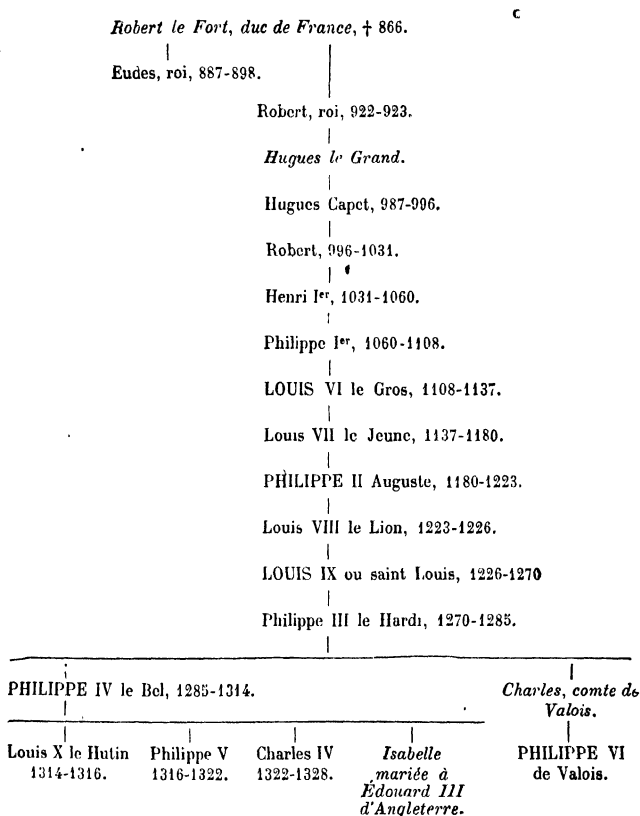 C
Robert le Fort, duc de France, † 866.
Eudes, roi, 887-898.
Robert, roi, 922-923.
Hugues le Grand.
Hugues Capet, 987-996.
Robert, 996-1031.
Henri Ier, 1031-1060.
Philippe Ier, 1060-1108.
LOUIS VI le Gros, 1108-1137.
Louis VII le Jeune, 1137-1180.
PHILIPPE II Auguste, 1180-1223.
Louis VIII le Lion, 1223-1226.
LOUIS IX ou saint Louis, 1226-1270
Philippe III le Hardi, 1270-1285.
PHILIPPE IV le Bel, 1285-1314.
Charles, comte de
Valois.
Louis X le Hutin
1314-1316.
Philippe V
1316-1322.
Charles IV
1322-1328.
Isabelle
mariée à
Édouard III
d'Angleterre.
PHILIPPE VI
de Valois.